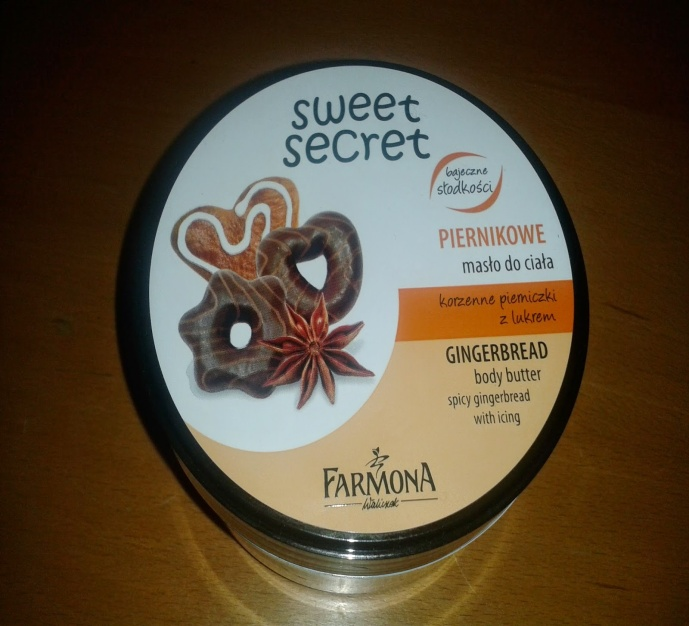 sweet
secret
bajeczne
słodkości
PIERNIKOWE
masło do ciała
korzenne pierniczki
z lukrem
GINGERBREAD
body butter
spicy gingerbread
with icing
FARMONA